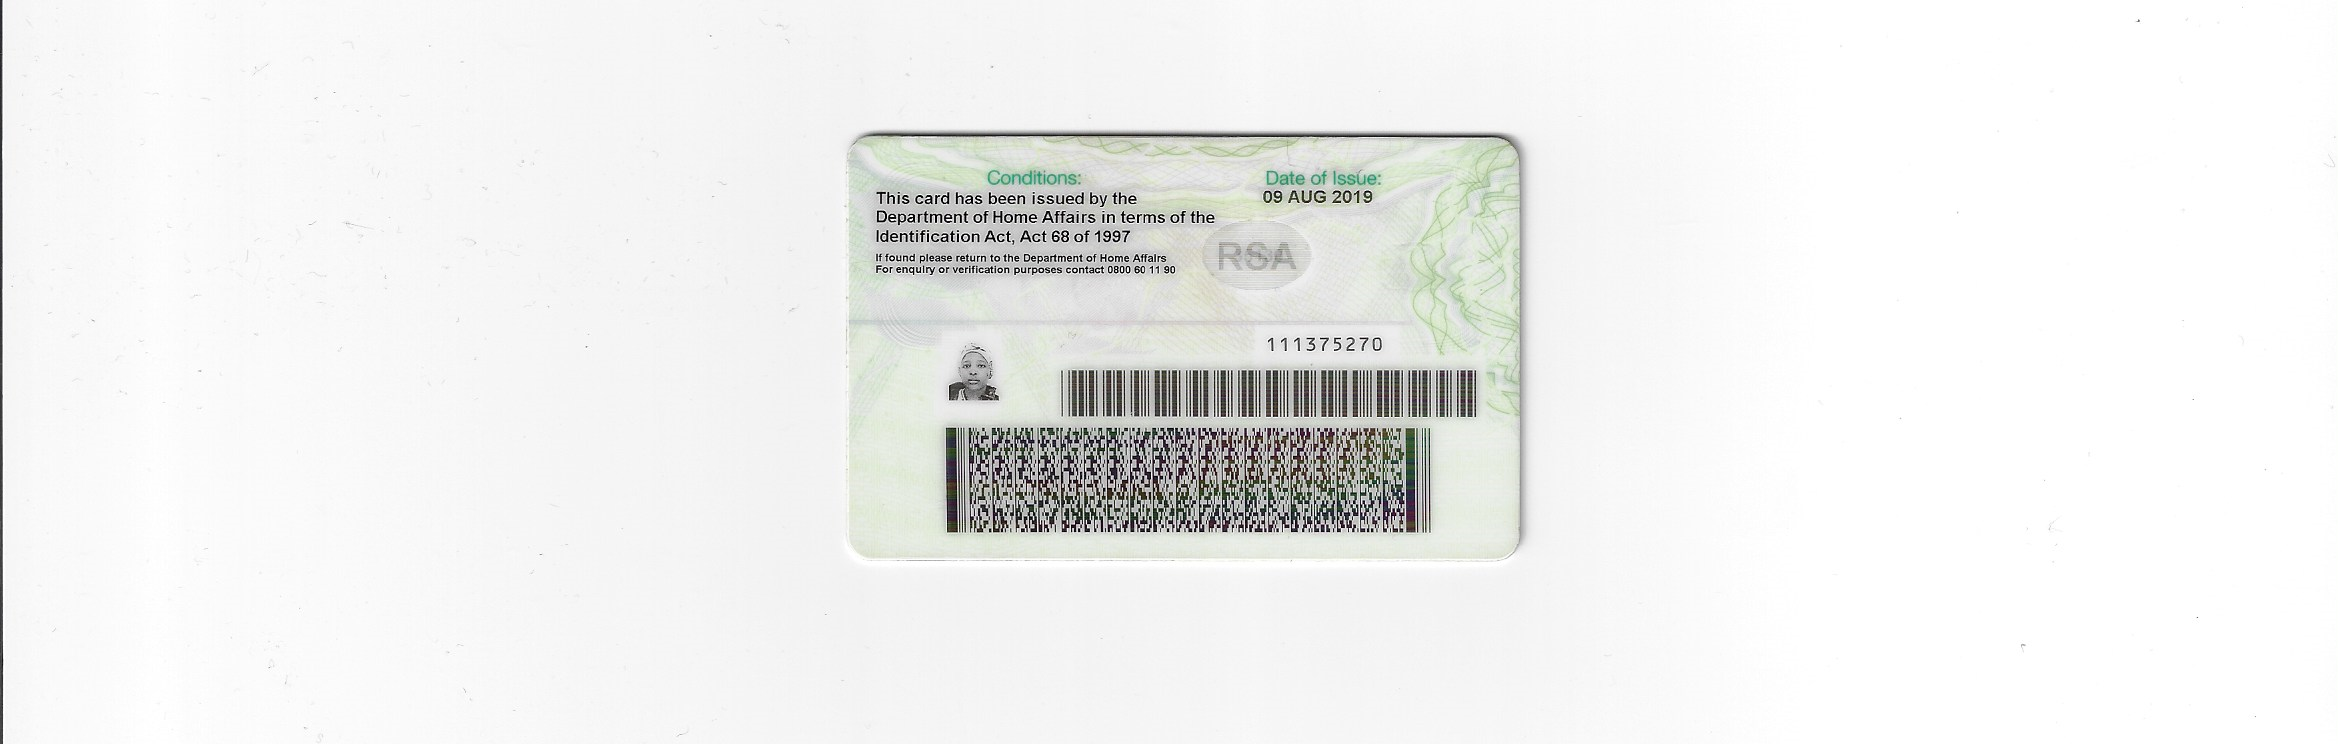 Conditions:
This card has been issued by the
Department of Home Affairs in terms of the
Identification Act, Act 68 of 1997
If found please return to the Department of Home Affairs
For enquiry or verification purposes contact 0800 60 11 90
Date of Issue:
09 AUG 2019
RSA
111375270